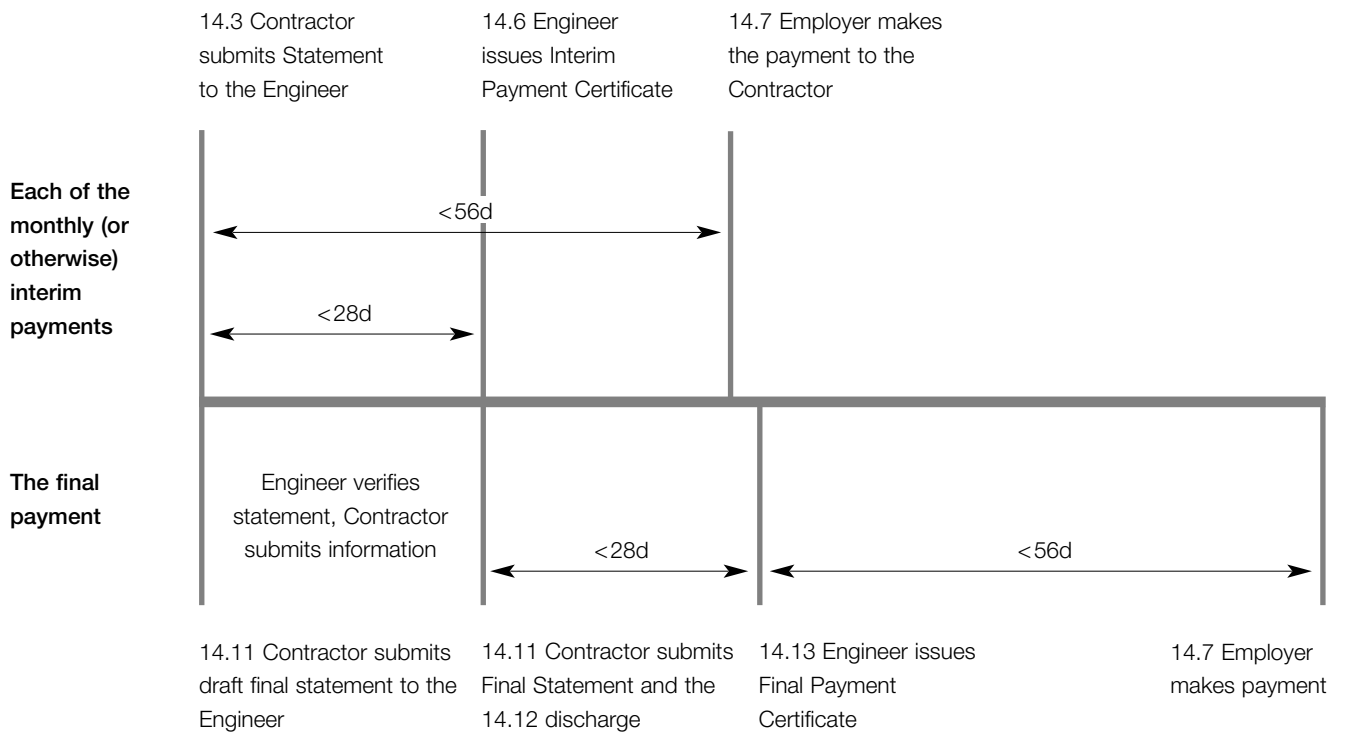 14.3 Contractor
submits Statement
to the Engineer
14.6 Engineer
issues Interim
Payment Certificate
14.7 Employer makes
the payment to the
Contractor
Each of the
monthly (or
otherwise)
interim
payments
<56d
<28d
The final
payment
Engineer verifies
statement, Contractor
submits information
<28d
<56d
14.11 Contractor submits
draft final statement to the
Engineer
14.11 Contractor submits
Final Statement and the
14.12 discharge
14.13 Engineer issues
Final Payment
Certificate
14.7 Employer
makes payment